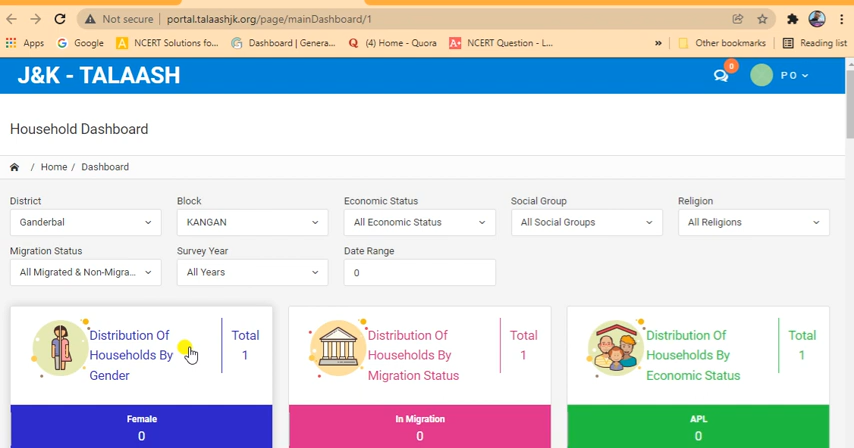 Not secure | portal.talaashjk.org/page/mainDashboard/1
Apps Google NCERT Solutions fo... Dashboard | Genera... (4) Home - Quora NCERT Question - L... » Other bookmarks Reading list
J&K - TALAASH
0
P O
Household Dashboard
/ Home / Dashboard
District Block Economic Status Social Group Religion
Ganderbal KANGAN All Economic Status All Social Groups All Religions
Migration Status Survey Year Date Range
All Migrated & Non-Migra... All Years 0
Distribution Of
Households By
Gender
Total
1
Distribution Of
Households By
Migration Status
Total
1
Distribution Of
Households By
Economic Status
Total
1
Female In Migration APL
0 0 0